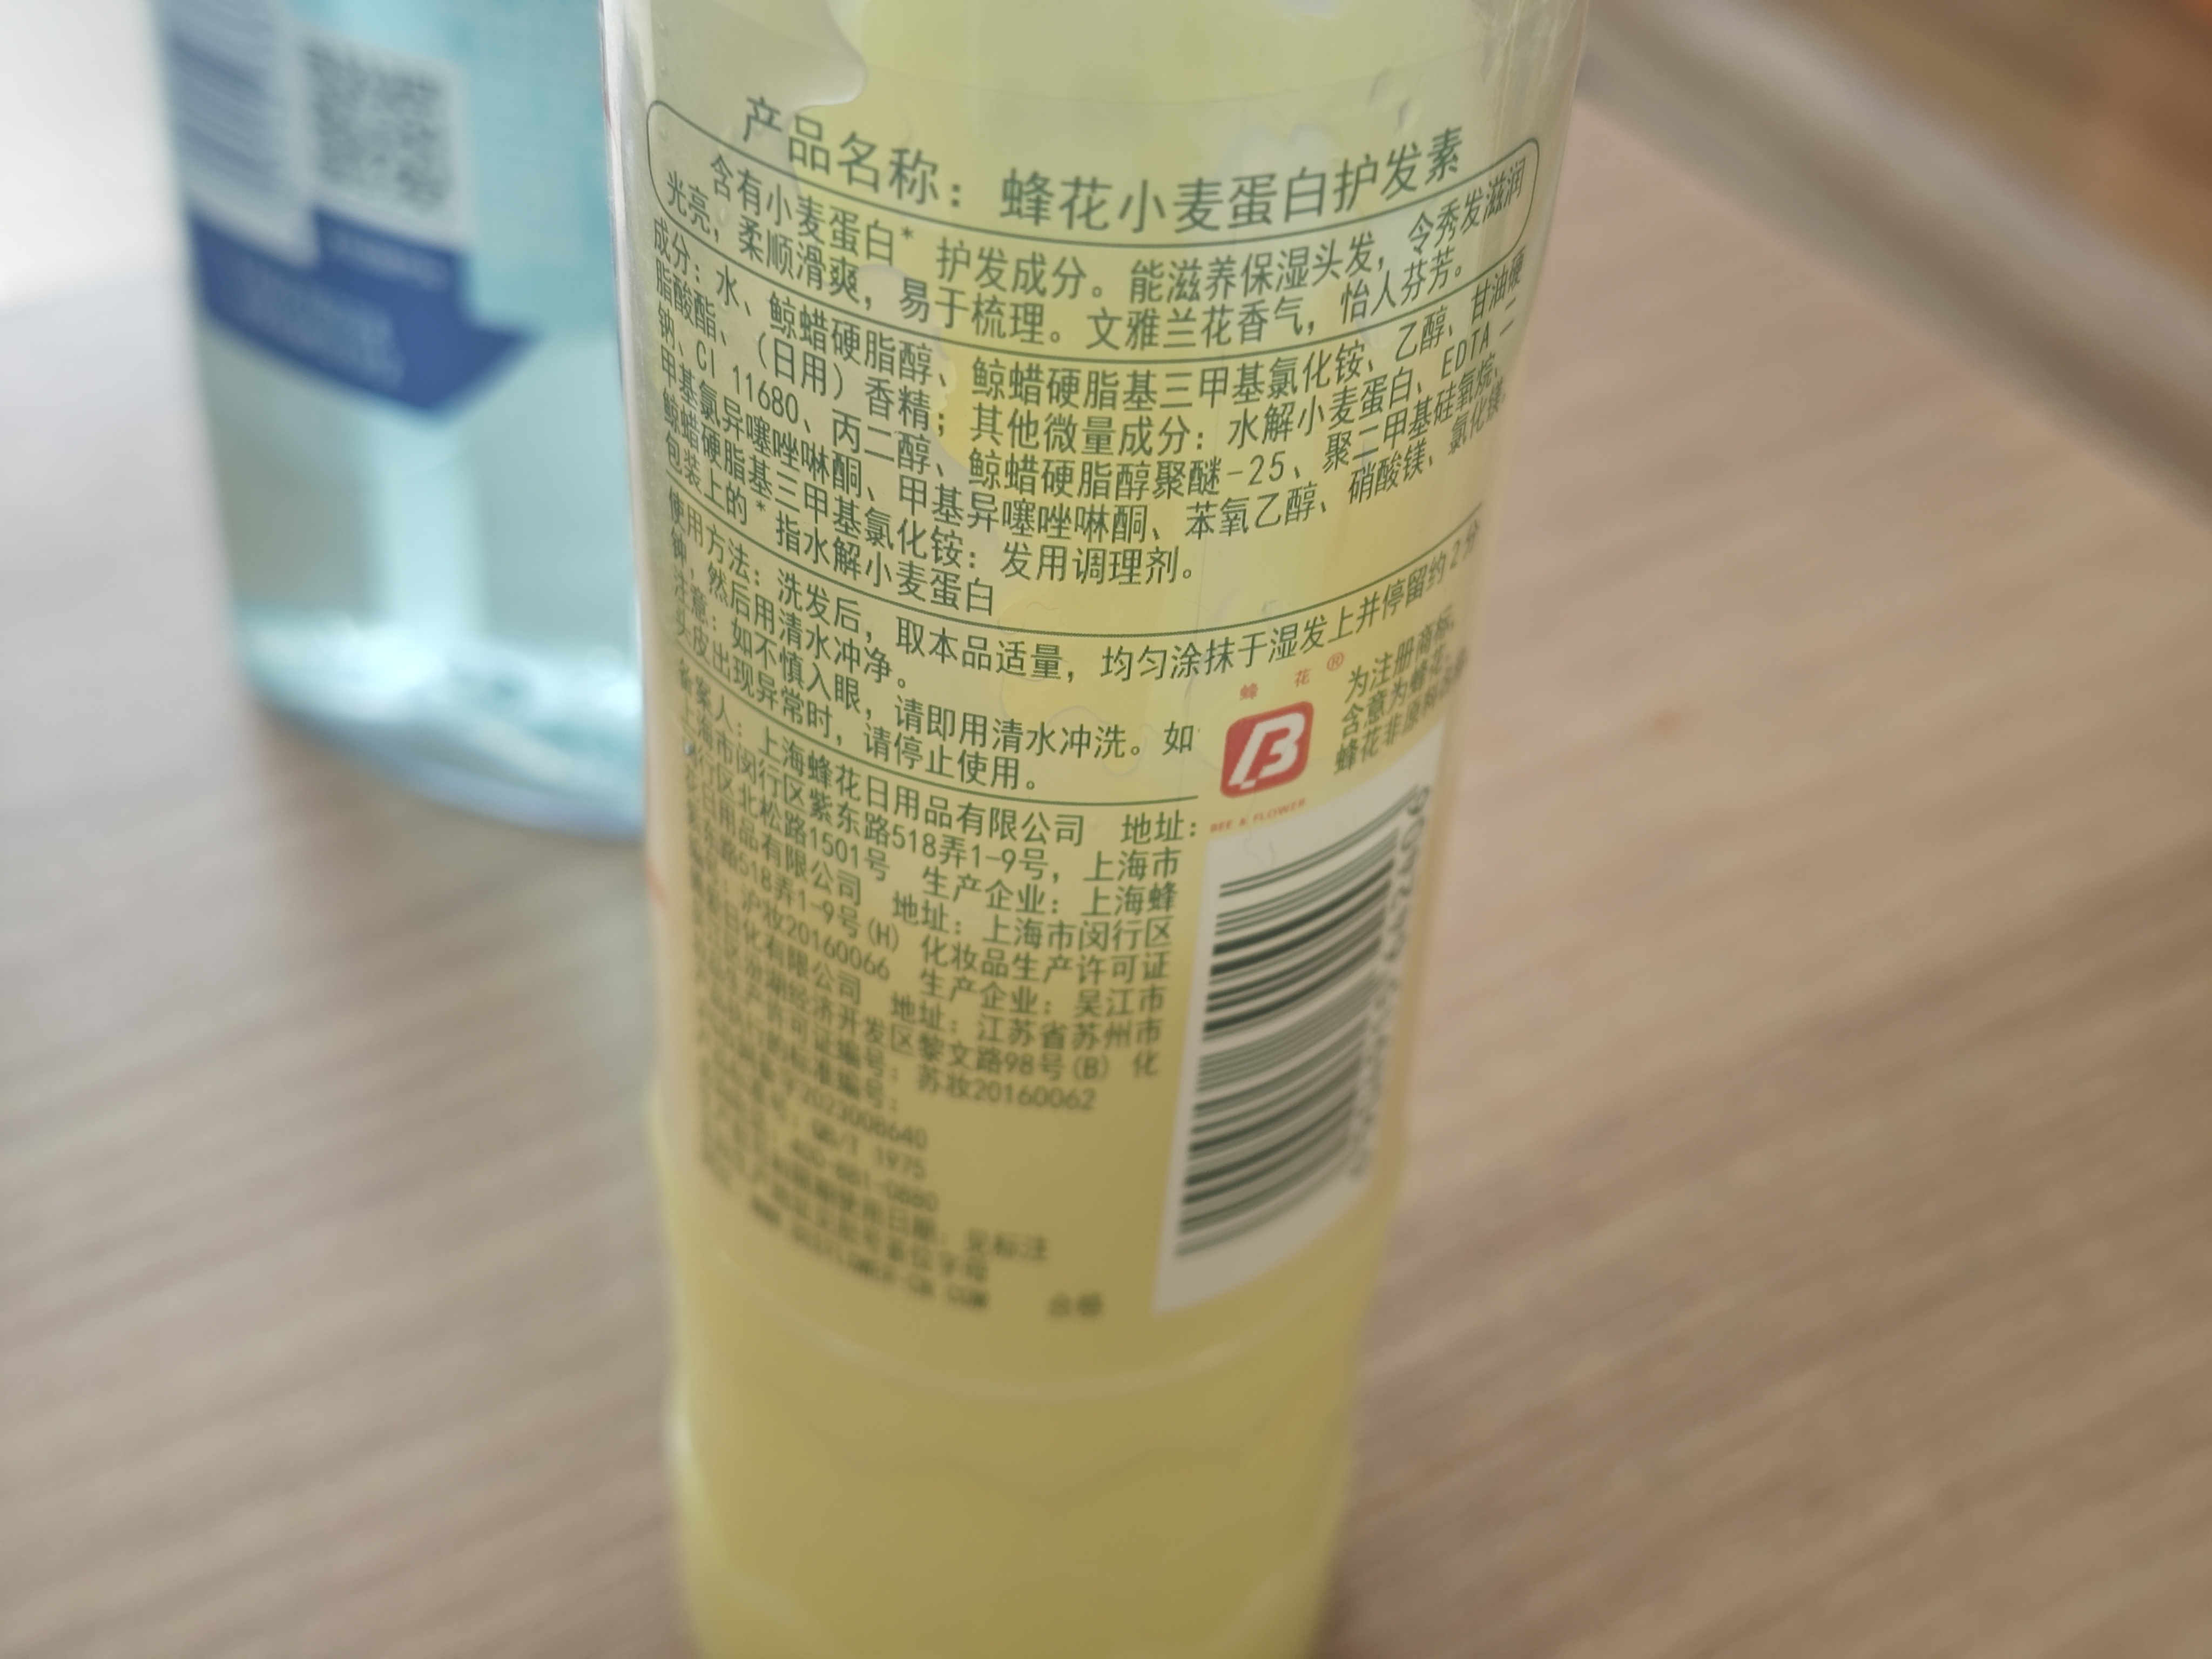 产品名称：蜂花小麦蛋白护发素
含有小麦蛋白* 护发成分。能滋养保湿头发，令秀发滋润
光亮，柔顺滑爽，易于梳理。文雅兰花香气，怡人芬芳。
成分：水、鲸蜡硬脂醇、鲸蜡硬脂基三甲基氯化铵、乙醇、甘油硬
脂酸酯、（日用）香精；其他微量成分：水解小麦蛋白、EDTA 二
钠、CI 11680、丙二醇、鲸蜡硬脂醇聚醚-25、聚二甲基硅氧烷、
甲基氯异噻唑啉酮、甲基异噻唑啉酮、苯氧乙醇、硝酸镁、氯化镁。
鲸蜡硬脂基三甲基氯化铵：发用调理剂。
包装上的*指水解小麦蛋白
使用方法：洗发后，取本品适量，均匀涂抹于湿发上并停留约2分
钟，然后用清水冲净。
注意：如不慎入眼，请即用清水冲洗。如
头皮出现异常时，请停止使用。
蜂花®
为注册商标，
含意为蜂花，
蜂花非
B
BEE & FLOWER
备案人：上海蜂花日用品有限公司 地址：
上海市闵行区紫东路518弄1-9号，上海市
闵行区北松路1501号 生产企业：上海蜂
花日用品有限公司 地址：上海市闵行区
紫东路518弄1-9号(H) 化妆品生产许可证
编号：沪妆20160066 生产企业：吴江市
日化有限公司 地址：江苏省苏州市
汾湖经济开发区黎文路98号(B) 化
生产许可证编号：苏妆20160062
执行的标准编号：
2023008640
QB/T 1975
400-881-0880
使用日期：见标注
合格